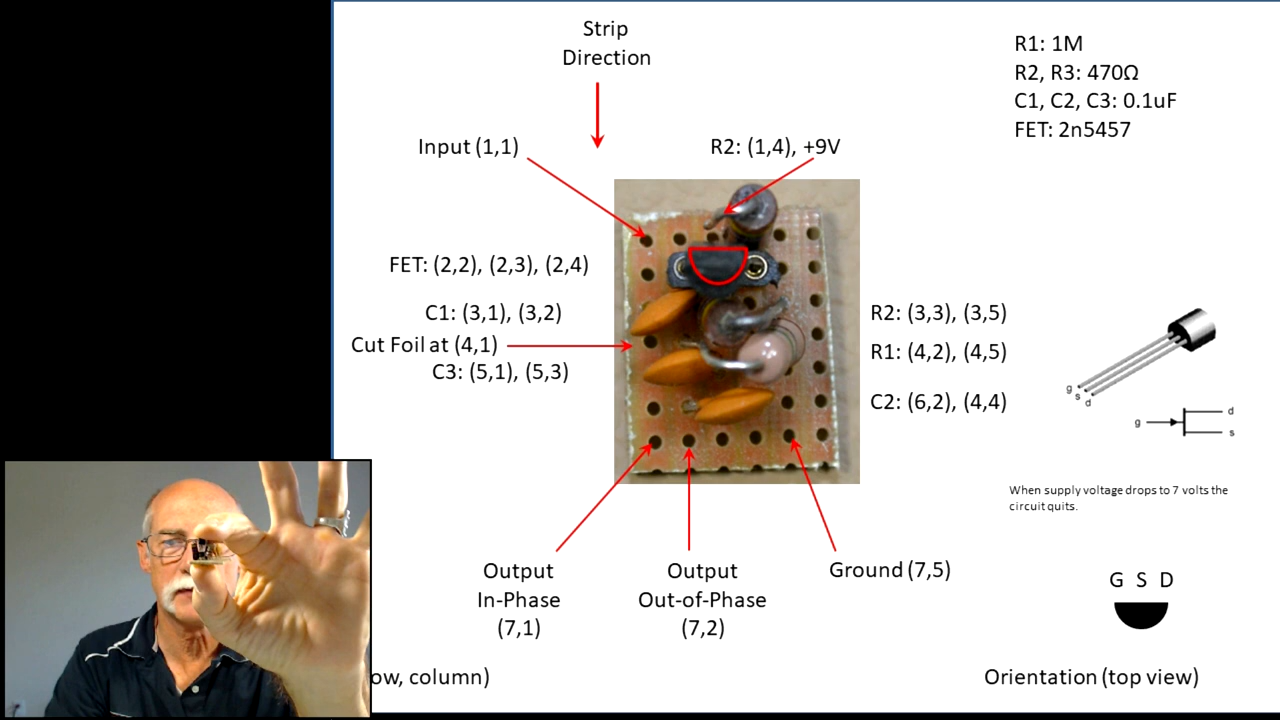 Strip
Direction
R1: 1M
R2, R3: 470Ω
C1, C2, C3: 0.1uF
FET: 2n5457
Input (1,1)
R2: (1,4), +9V
FET: (2,2), (2,3), (2,4)
C1: (3,1), (3,2)
Cut Foil at (4,1)
C3: (5,1), (5,3)
R2: (3,3), (3,5)
R1: (4,2), (4,5)
C2: (6,2), (4,4)
g
s
d
g
d
s
When supply voltage drops to 7 volts the
circuit quits.
Output
In-Phase
(7,1)
Output
Out-of-Phase
(7,2)
Ground (7,5)
G S D
column)
Orientation (top view)